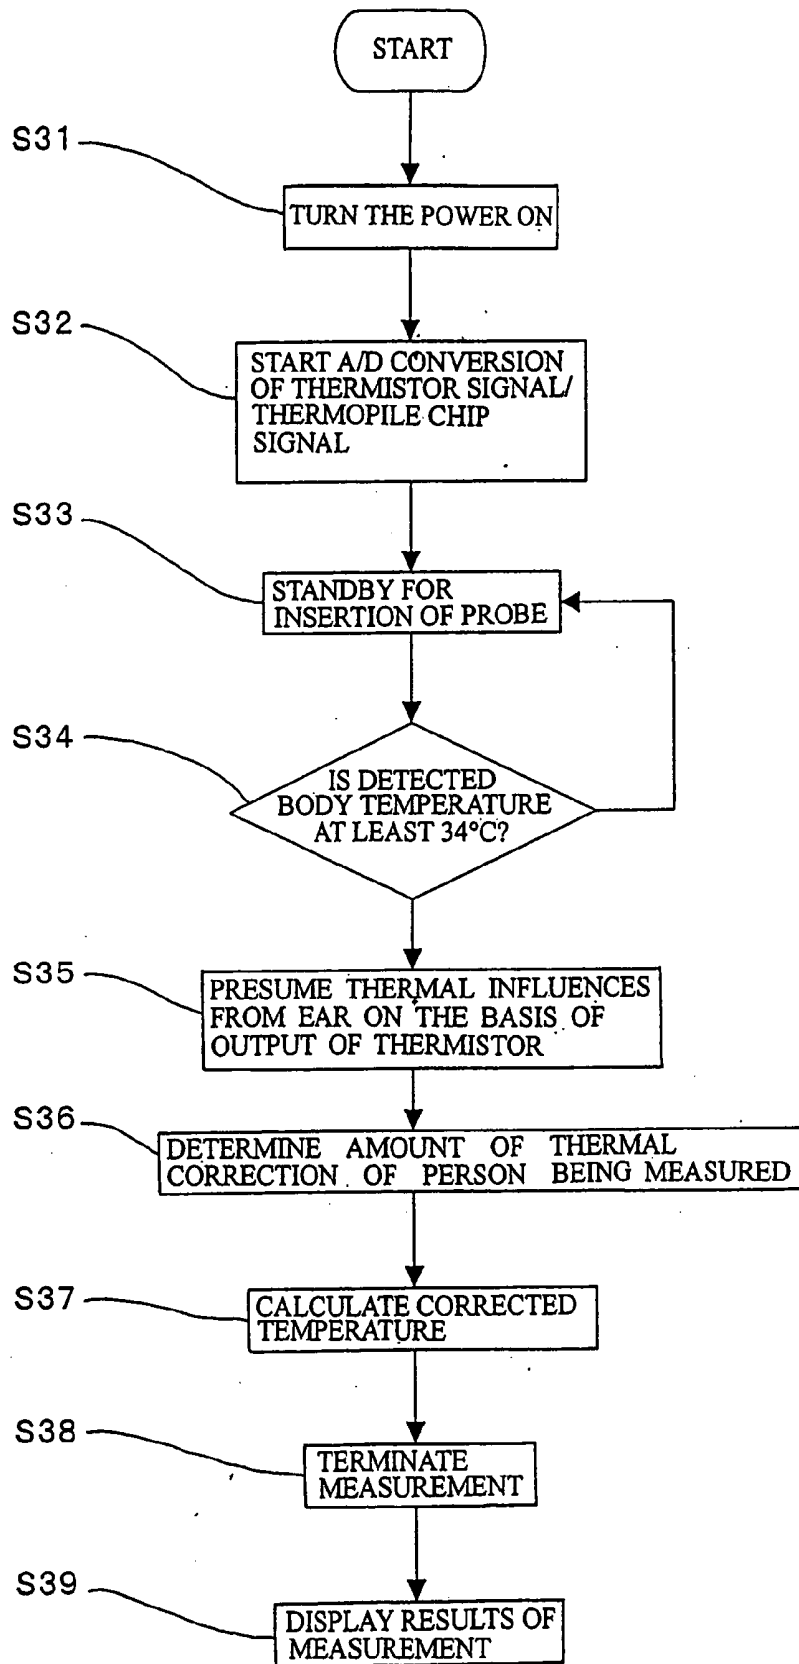 START
S31
TURN THE POWER ON
S32
START A/D CONVERSION
OF THERMISTOR SIGNAL/
THERMOPILE CHIP
SIGNAL
S33
STANDBY FOR
INSERTION OF PROBE
S34
IS DETECTED
BODY TEMPERATURE
AT LEAST 34°C?
S35
PRESUME THERMAL INFLUENCES
FROM EAR ON THE BASIS OF
OUTPUT OF THERMISTOR
S36
DETERMINE AMOUNT OF THERMAL
CORRECTION OF PERSON BEING MEASURED
S37
CALCULATE CORRECTED
TEMPERATURE
S38
TERMINATE
MEASUREMENT
S39
DISPLAY RESULTS OF
MEASUREMENT